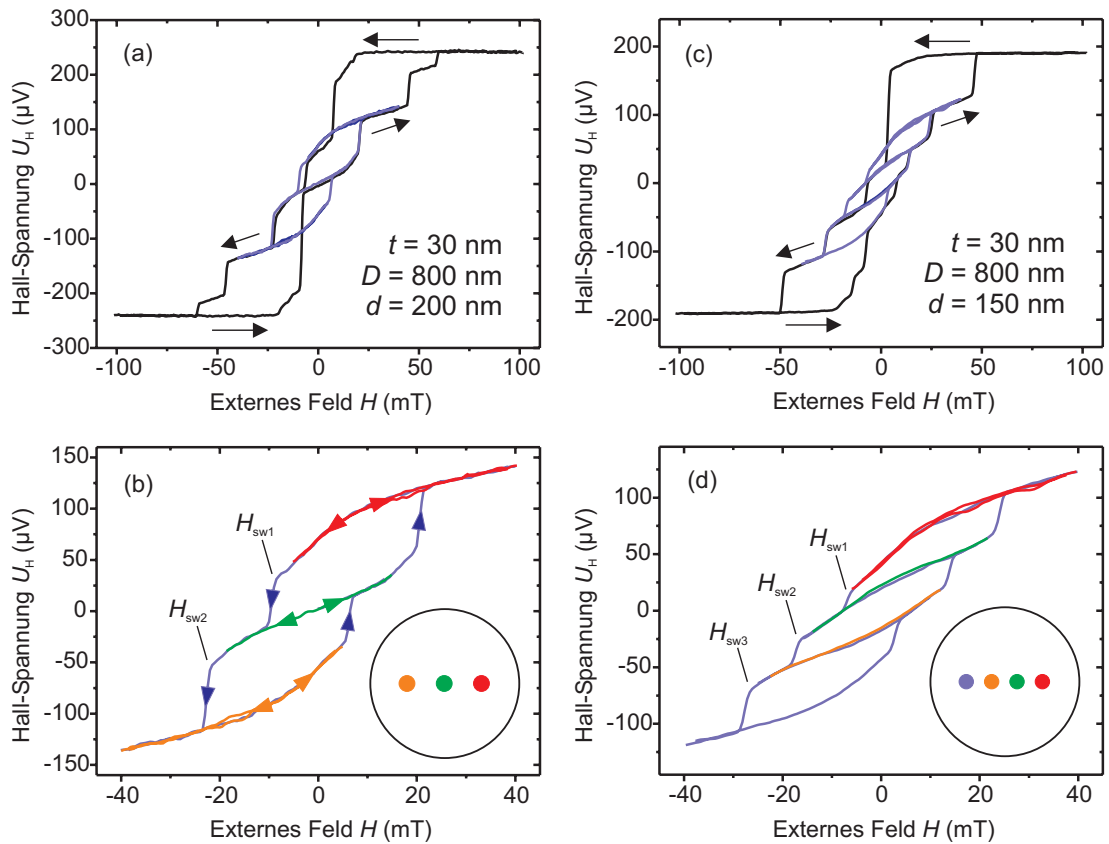 (a)
Hall-Spannung U_H (µV)
300
200
100
0
-100
-200
-300
-100
-50
0
50
100
Externes Feld H (mT)
t = 30 nm
D = 800 nm
d = 200 nm
(c)
Hall-Spannung U_H (µV)
200
100
0
-100
-200
-100
-50
0
50
100
Externes Feld H (mT)
t = 30 nm
D = 800 nm
d = 150 nm
(b)
Hall-Spannung U_H (µV)
150
100
50
0
-50
-100
-150
-40
-20
0
20
40
Externes Feld H (mT)
H_sw1
H_sw2
(d)
Hall-Spannung U_H (µV)
100
50
0
-50
-100
-40
-20
0
20
40
Externes Feld H (mT)
H_sw1
H_sw2
H_sw3